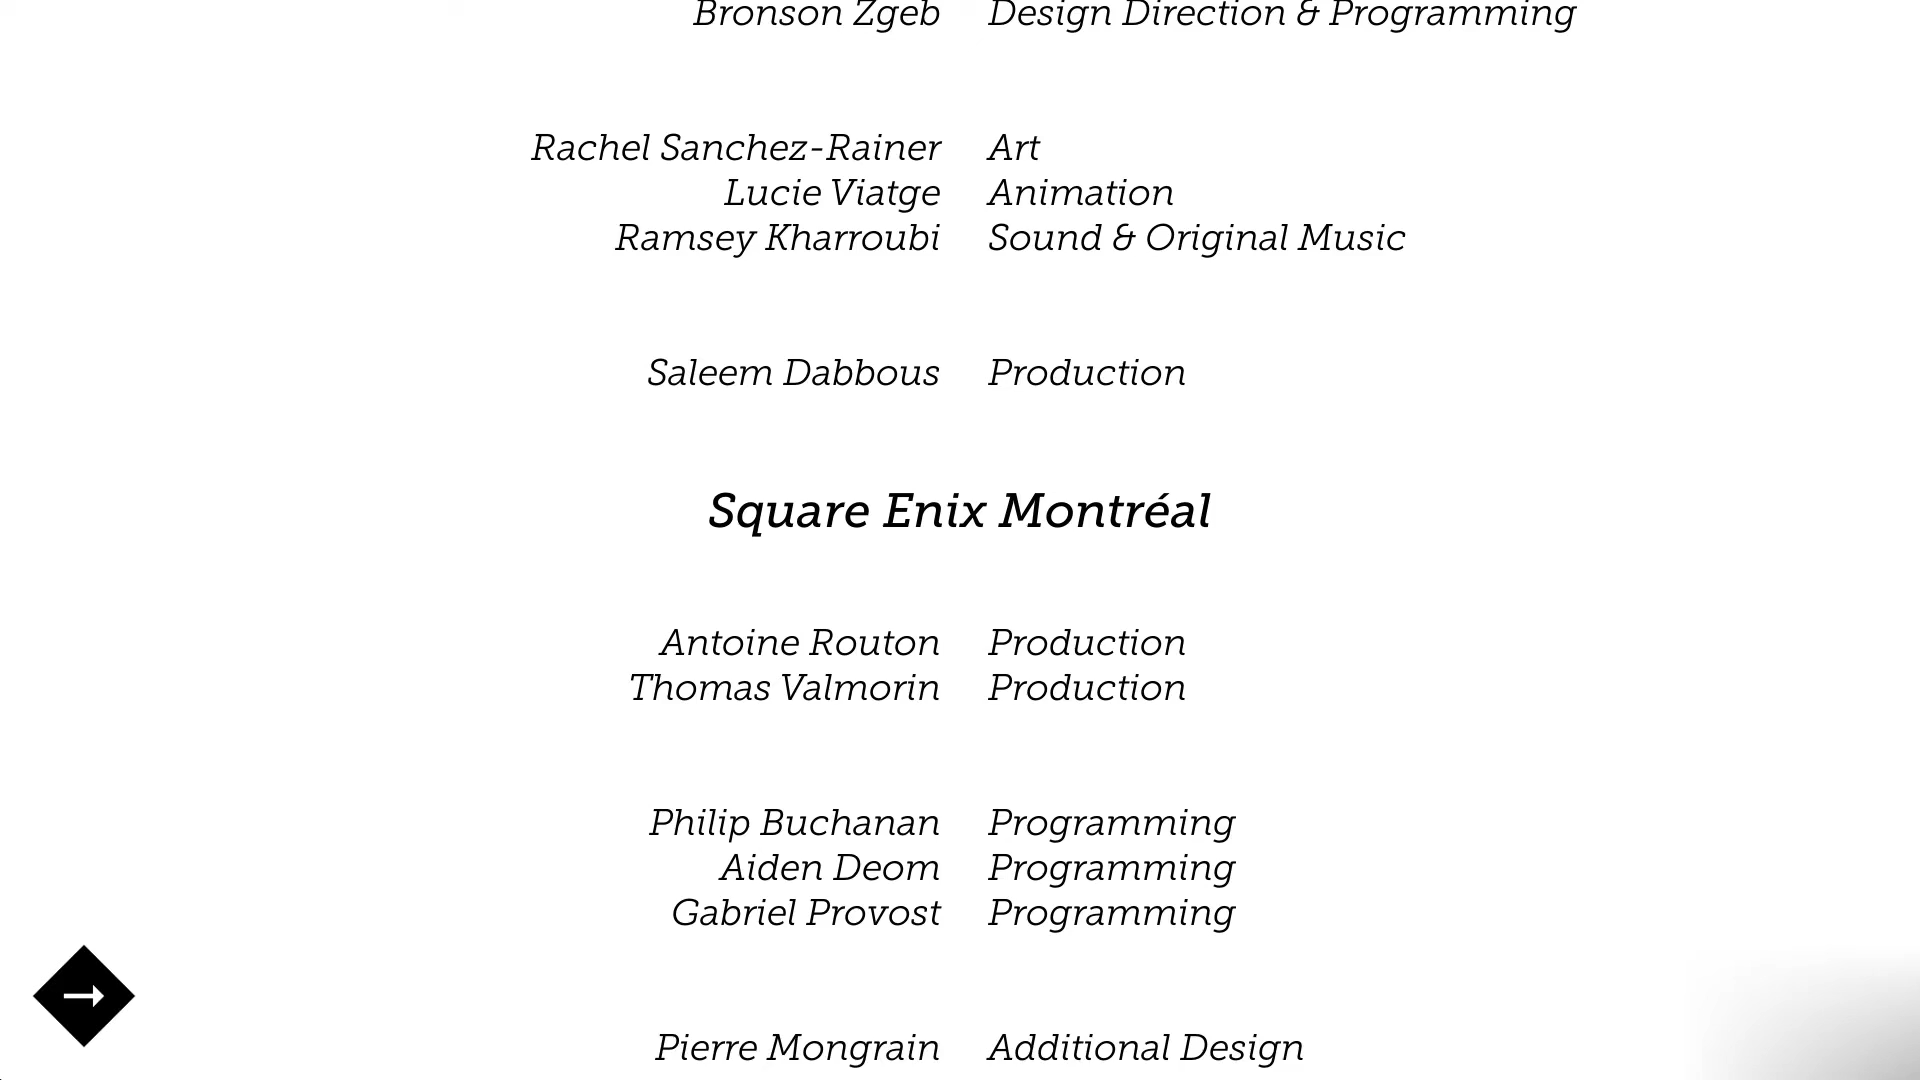 Bronson Zgeb Design Direction & Programming
Rachel Sanchez-Rainer Art
Lucie Viatge Animation
Ramsey Kharroubi Sound & Original Music
Saleem Dabbous Production
Square Enix Montréal
Antoine Routon Production
Thomas Valmorin Production
Philip Buchanan Programming
Aiden Deom Programming
Gabriel Provost Programming
Pierre Mongrain Additional Design